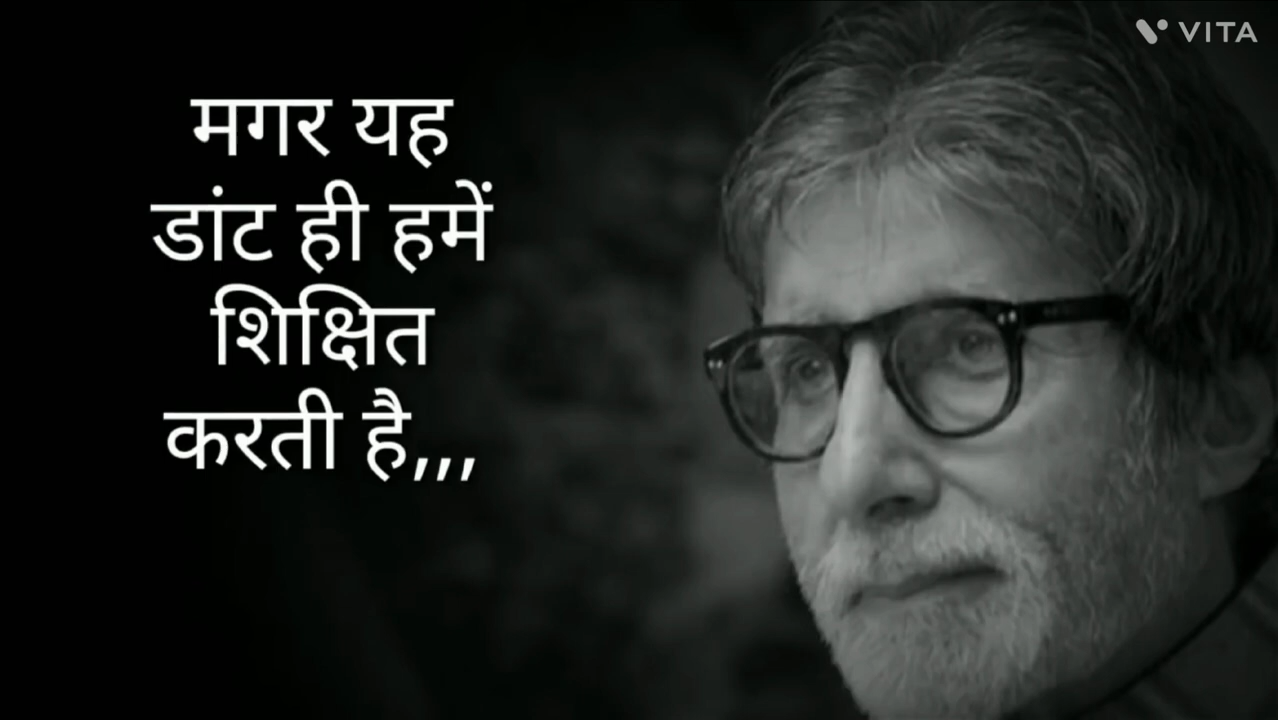 VITA
मगर यह
डांट ही हमें
शिक्षित
करती है,,,